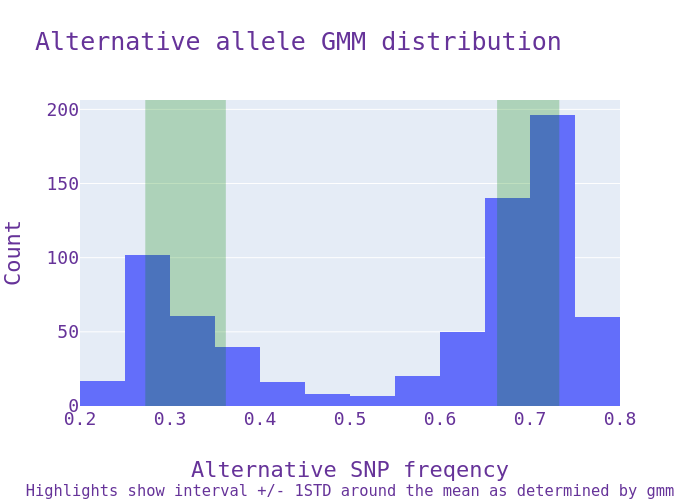 Alternative allele GMM distribution
200
150
100
50
0
Count
0.2 0.3 0.4 0.5 0.6 0.7 0.8
Alternative SNP freqency
Highlights show interval +/- 1STD around the mean as determined by gmm